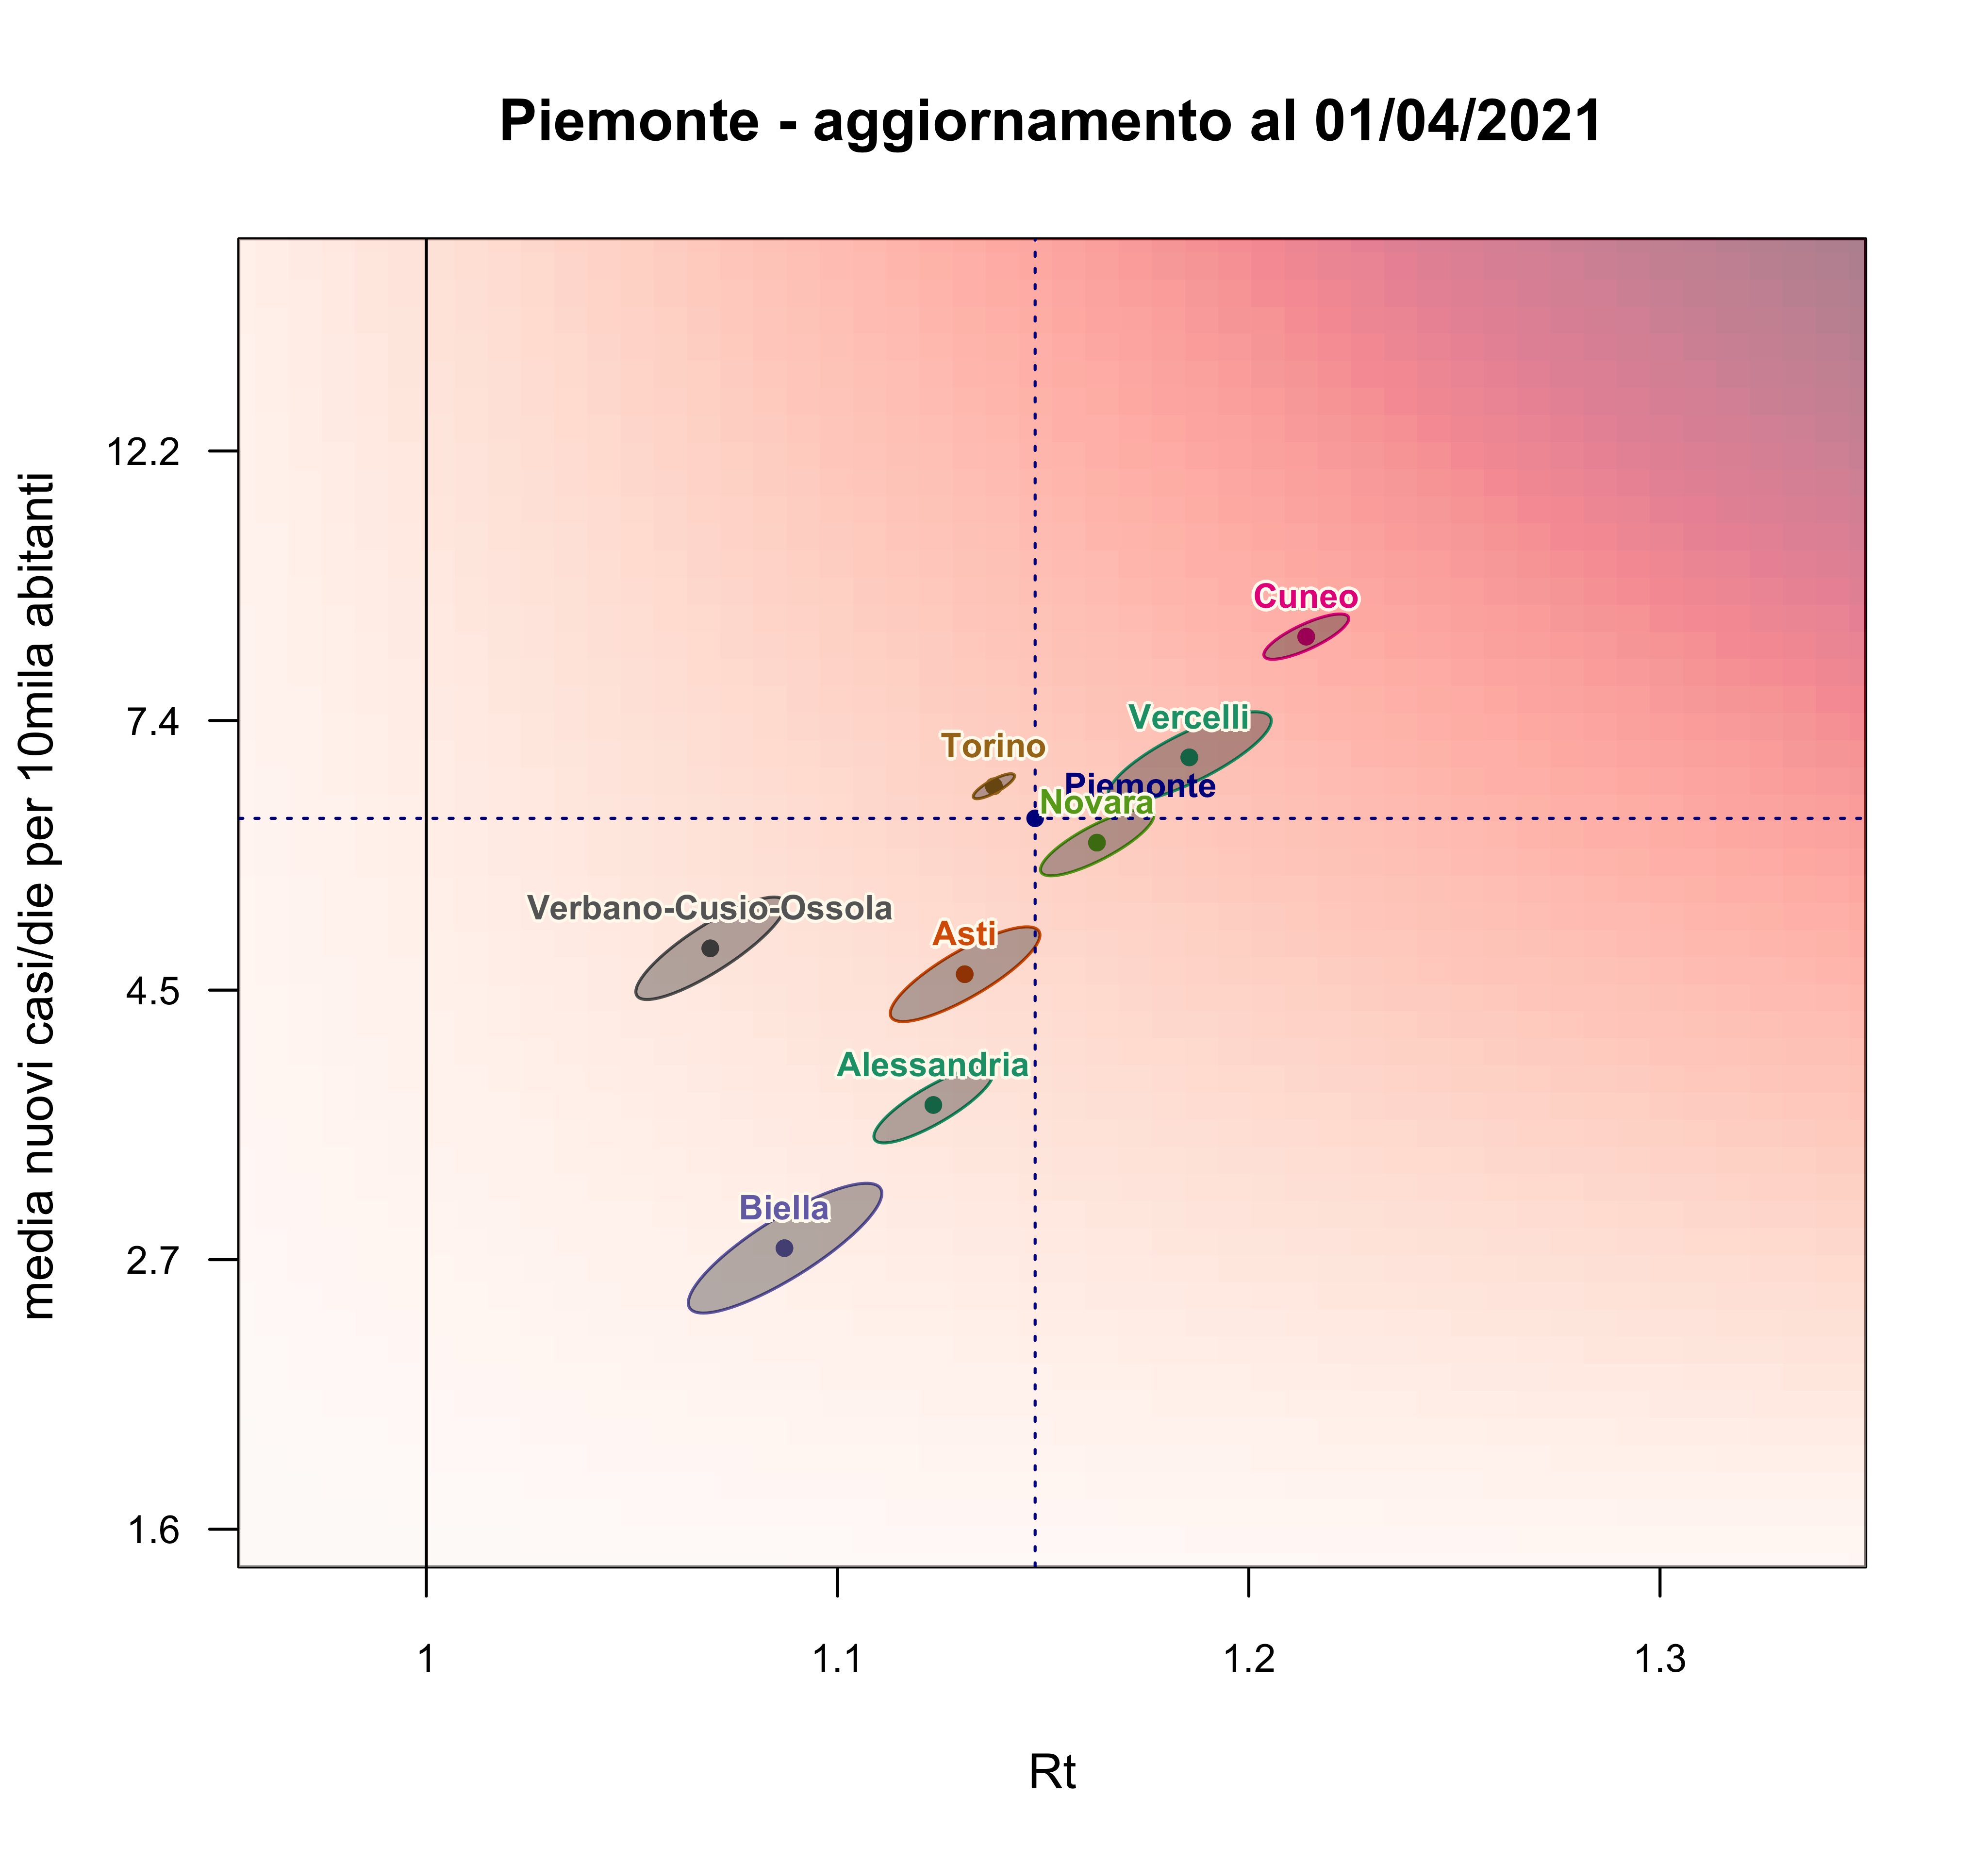 Piemonte - aggiornamento al 01/04/2021
media nuovi casi/die per 10mila abitanti
12.2
7.4
4.5
2.7
1.6
Cuneo
Vercelli
Torino
Piemonte
Novara
Verbano-Cusio-Ossola
Asti
Alessandria
Biella
1 1.1 1.2 1.3
Rt